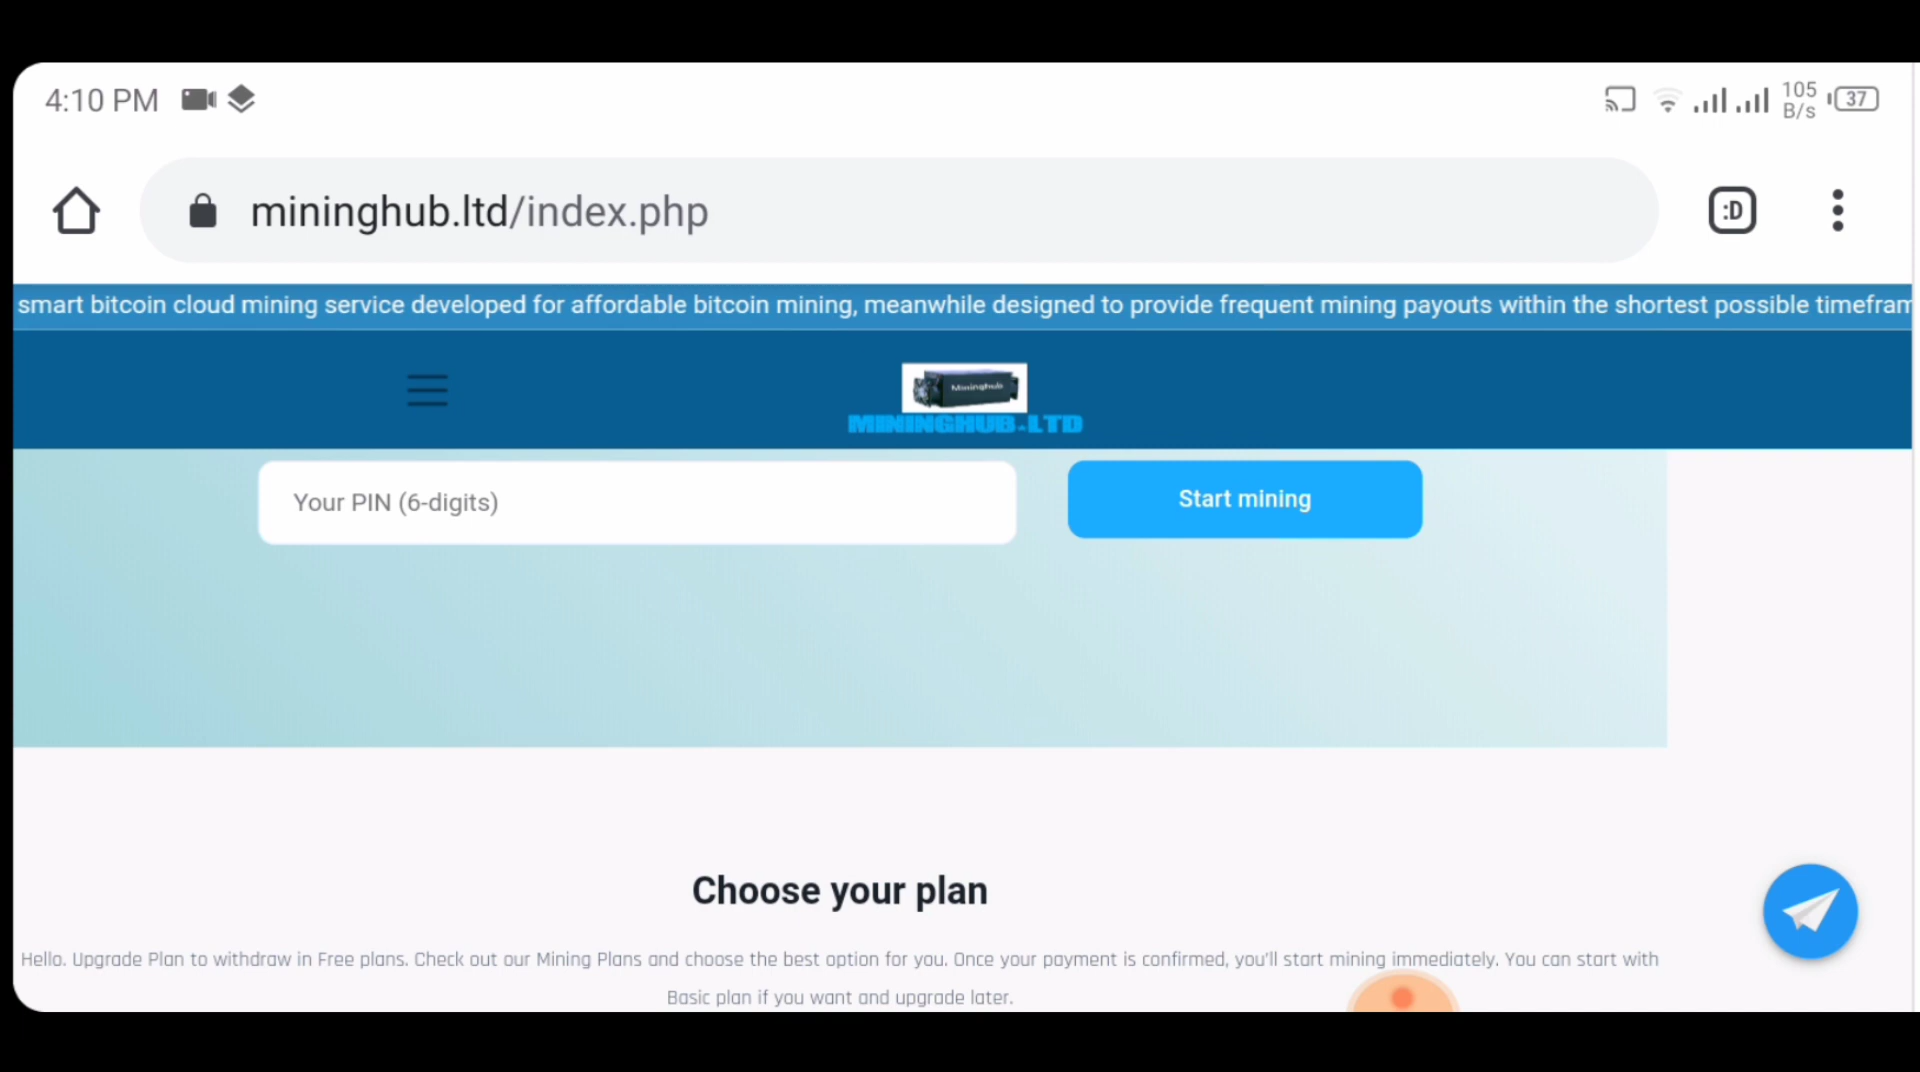 4:10 PM
105
B/s
37
mininghub.ltd/index.php
:D
smart bitcoin cloud mining service developed for affordable bitcoin mining, meanwhile designed to provide frequent mining payouts within the shortest possible timefram
Mininghub
MININGHUB.LTD
Your PIN (6-digits)
Start mining
Choose your plan
Hello. Upgrade Plan to withdraw in Free plans. Check out our Mining Plans and choose the best option for you. Once your payment is confirmed, you'll start mining immediately. You can start with
Basic plan if you want and upgrade later.